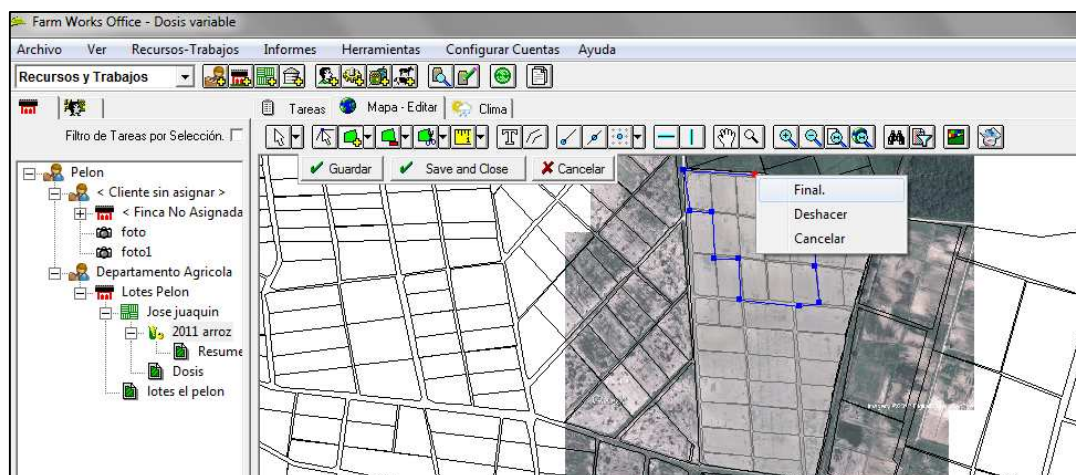 Farm Works Office - Dosis variable
Archivo Ver Recursos-Trabajos Informes Herramientas Configurar Cuentas Ayuda
Recursos y Trabajos
Tareas Mapa - Editar Clima
Filtro de Tareas por Selección.
Guardar Save and Close Cancelar
Pelon
< Cliente sin asignar >
< Finca No Asignada
foto
foto1
Departamento Agricola
Lotes Pelon
Jose juaquin
2011 arroz
Resume
Dosis
lotes el pelon
Final.
Deshacer
Cancelar